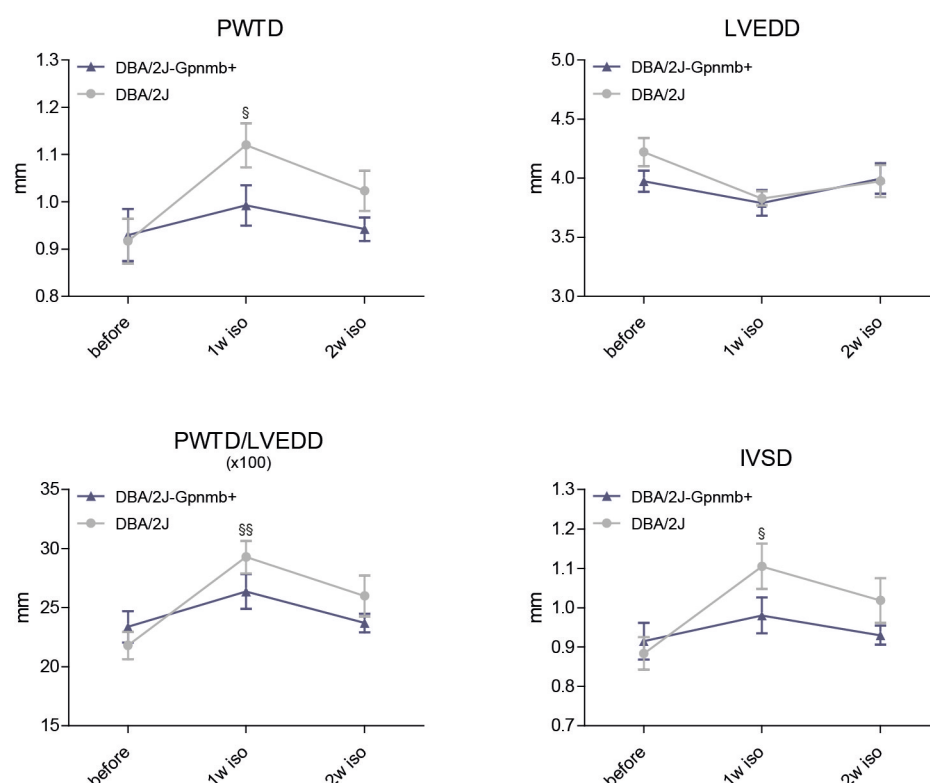 PWTD
1.3
1.2
1.1
1.0
0.9
0.8
mm
DBA/2J-Gpnmb+
DBA/2J
§
before
1w iso
2w iso
LVEDD
5.0
4.5
4.0
3.5
3.0
mm
DBA/2J-Gpnmb+
DBA/2J
before
1w iso
2w iso
PWTD/LVEDD
(x100)
35
30
25
20
15
mm
DBA/2J-Gpnmb+
DBA/2J
§§
before
1w iso
2w iso
IVSD
1.3
1.2
1.1
1.0
0.9
0.8
0.7
mm
DBA/2J-Gpnmb+
DBA/2J
§
before
1w iso
2w iso